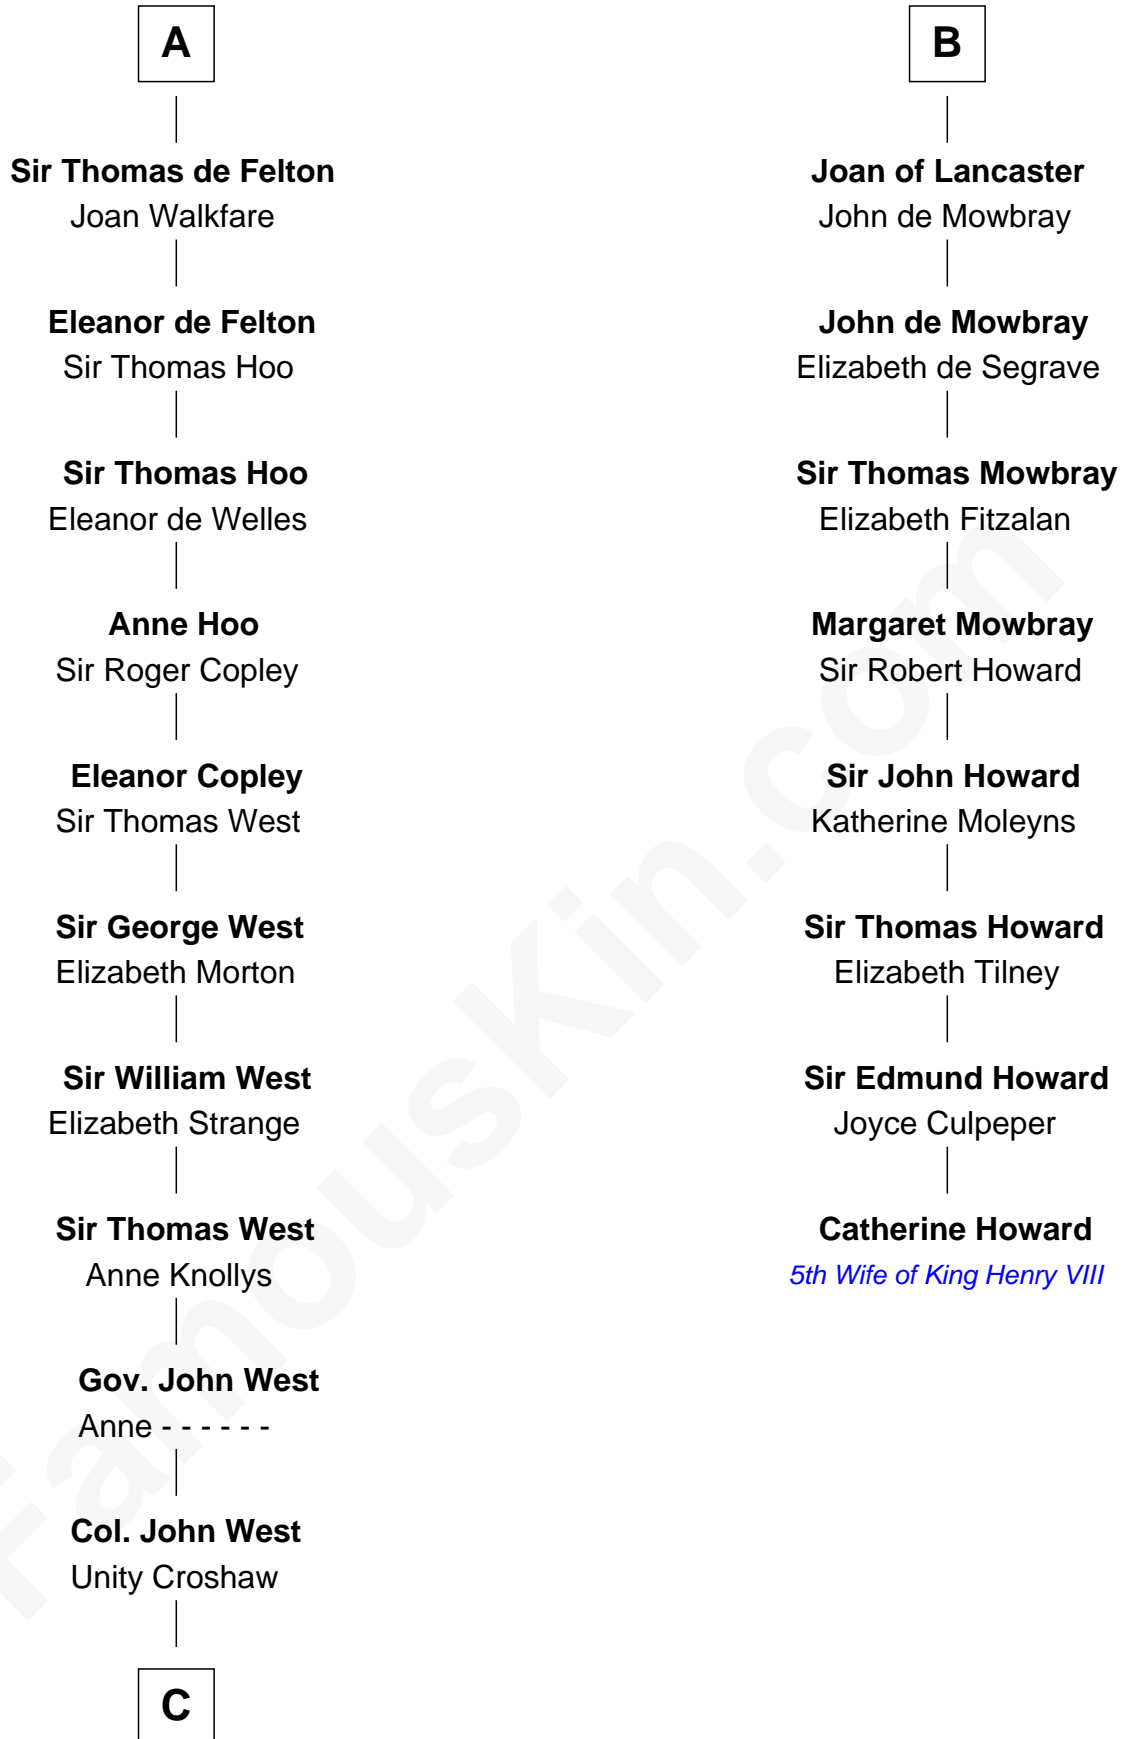 A
Sir Thomas de Felton
Joan Walkfare
Eleanor de Felton
Sir Thomas Hoo
Sir Thomas Hoo
Eleanor de Welles
Anne Hoo
Sir Roger Copley
Eleanor Copley
Sir Thomas West
Sir George West
Elizabeth Morton
Sir William West
Elizabeth Strange
Sir Thomas West
Anne Knollys
Gov. John West
Anne - - - - - -
Col. John West
Unity Croshaw
C
B
Joan of Lancaster
John de Mowbray
John de Mowbray
Elizabeth de Segrave
Sir Thomas Mowbray
Elizabeth Fitzalan
Margaret Mowbray
Sir Robert Howard
Sir John Howard
Katherine Moleyns
Sir Thomas Howard
Elizabeth Tilney
Sir Edmund Howard
Joyce Culpeper
Catherine Howard
5th Wife of King Henry VIII
FamousKin.com